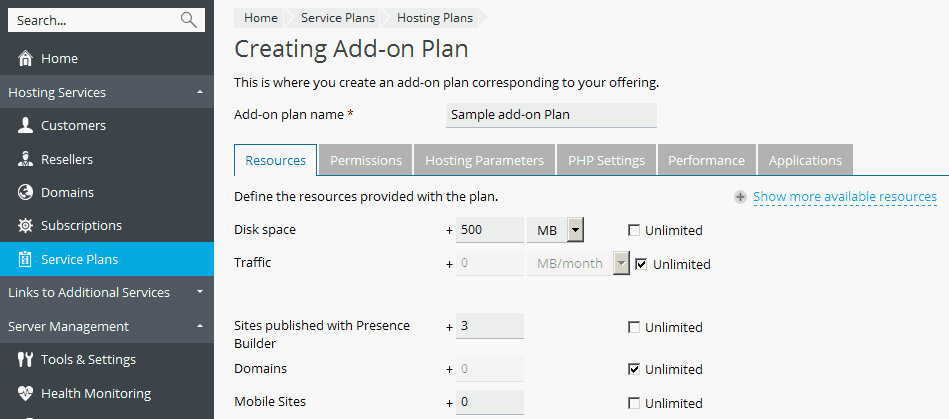 Search...
Home
Hosting Services
Customers
Resellers
Domains
Subscriptions
Service Plans
Links to Additional Services
Server Management
Tools & Settings
Health Monitoring
Home Service Plans Hosting Plans
Creating Add-on Plan
This is where you create an add-on plan corresponding to your offering.
Add-on plan name * Sample add-on Plan
Resources Permissions Hosting Parameters PHP Settings Performance Applications
Define the resources provided with the plan. Show more available resources
Disk space + 500 MB Unlimited
Traffic + 0 MB/month Unlimited
Sites published with Presence + 3 Unlimited
Builder
Domains + 0 Unlimited
Mobile Sites + 0 Unlimited